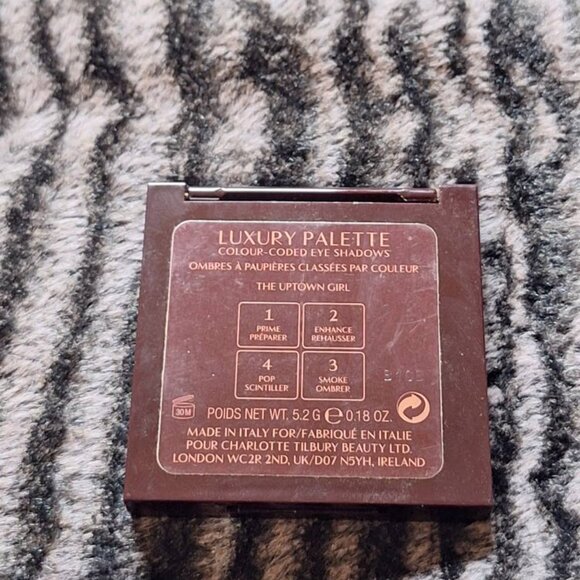 LUXURY PALETTE
COLOUR-CODED EYE SHADOWS
OMBRES À PAUPIÈRES CLASSÉES PAR COULEUR
THE UPTOWN GIRL
1
PRIME
PRÉPARER
2
ENHANCE
REHAUSSER
4
POP
SCINTILLER
3
SMOKE
OMBRER
30M
POIDS NET WT. 5.2 G ℮ 0.18 OZ.
MADE IN ITALY FOR/FABRIQUÉ EN ITALIE
POUR CHARLOTTE TILBURY BEAUTY LTD.
LONDON WC2R 2ND, UK/D07 N5YH, IRELAND